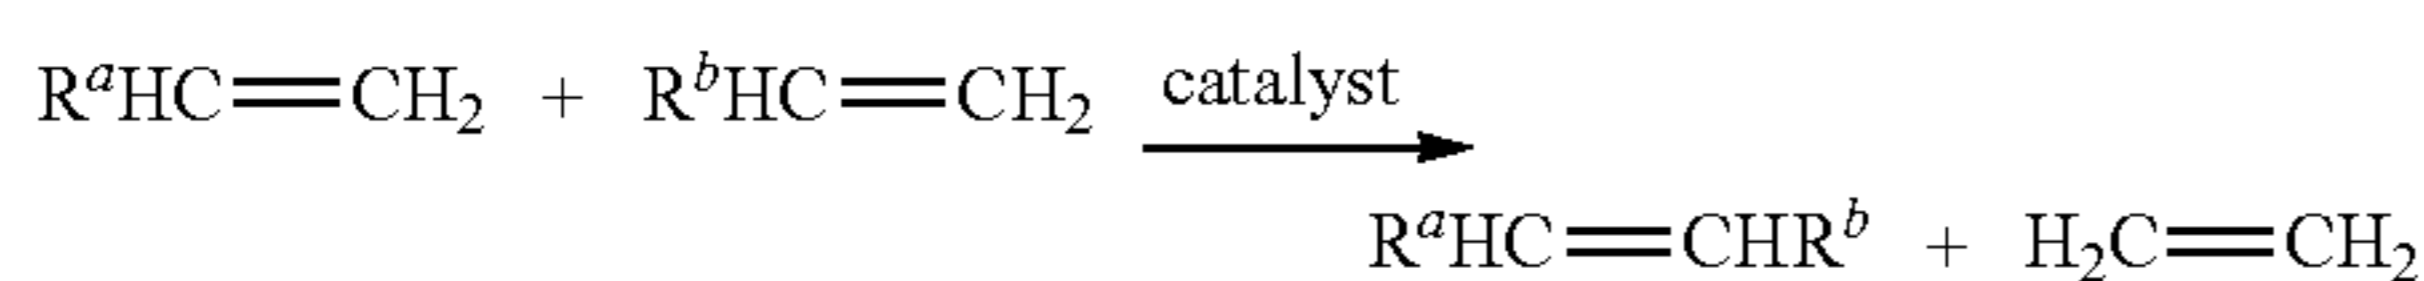 RᵃHC=CH₂ + RᵇHC=CH₂ catalyst
RᵃHC=CHRᵇ + H₂C=CH₂